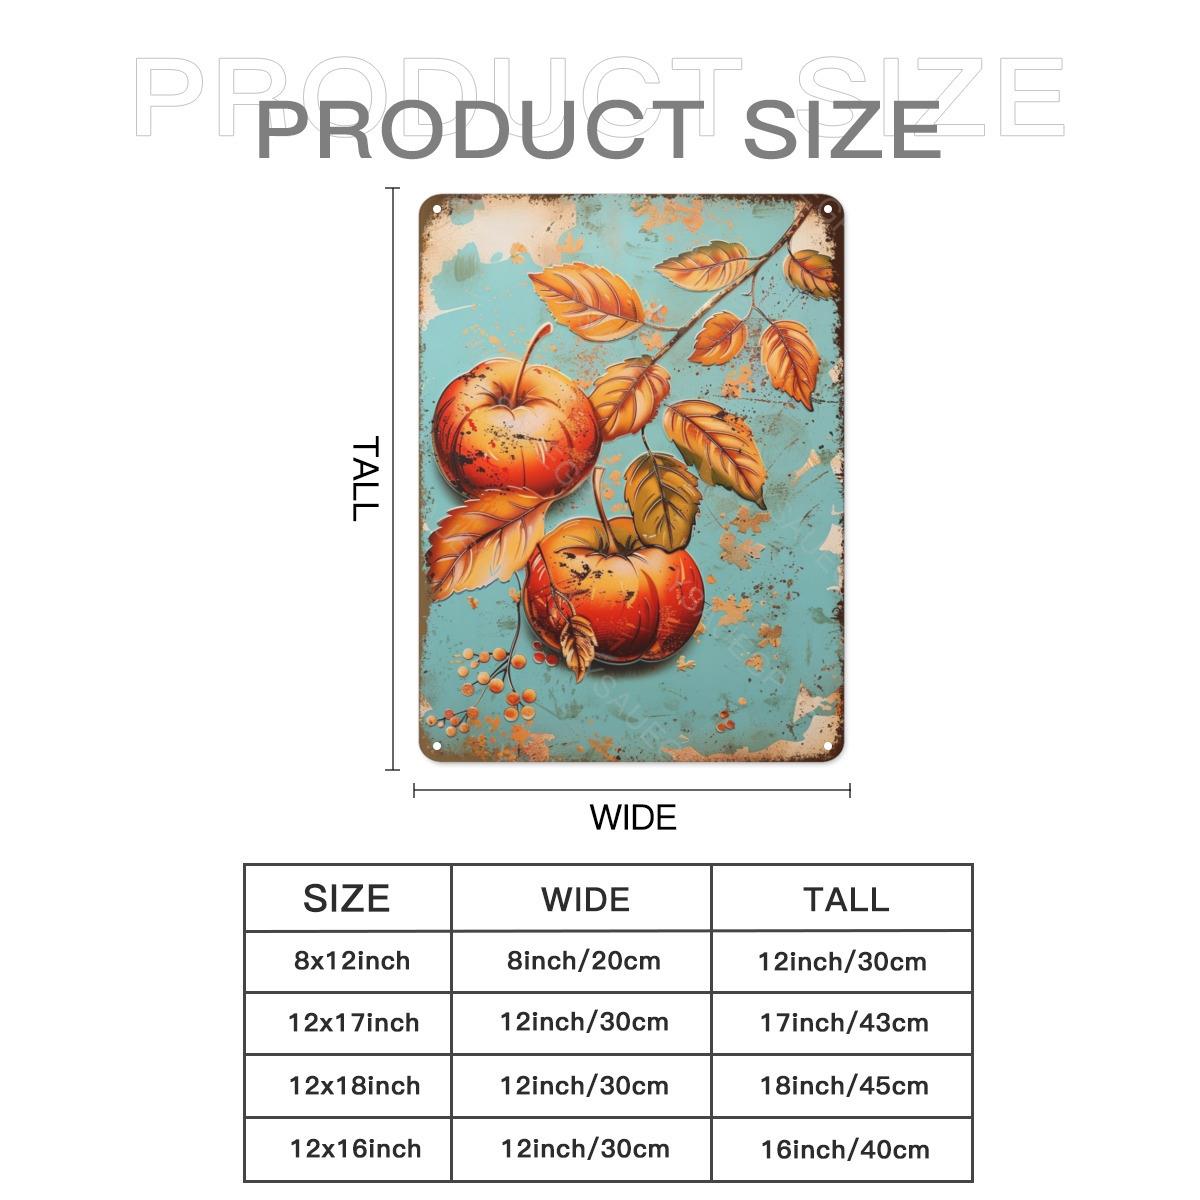 PRODUCT SIZE
PRODUCT SIZE
TALL
WIDE
SIZE WIDE TALL
8x12inch 8inch/20cm 12inch/30cm
12x17inch 12inch/30cm 17inch/43cm
12x18inch 12inch/30cm 18inch/45cm
12x16inch 12inch/30cm 16inch/40cm